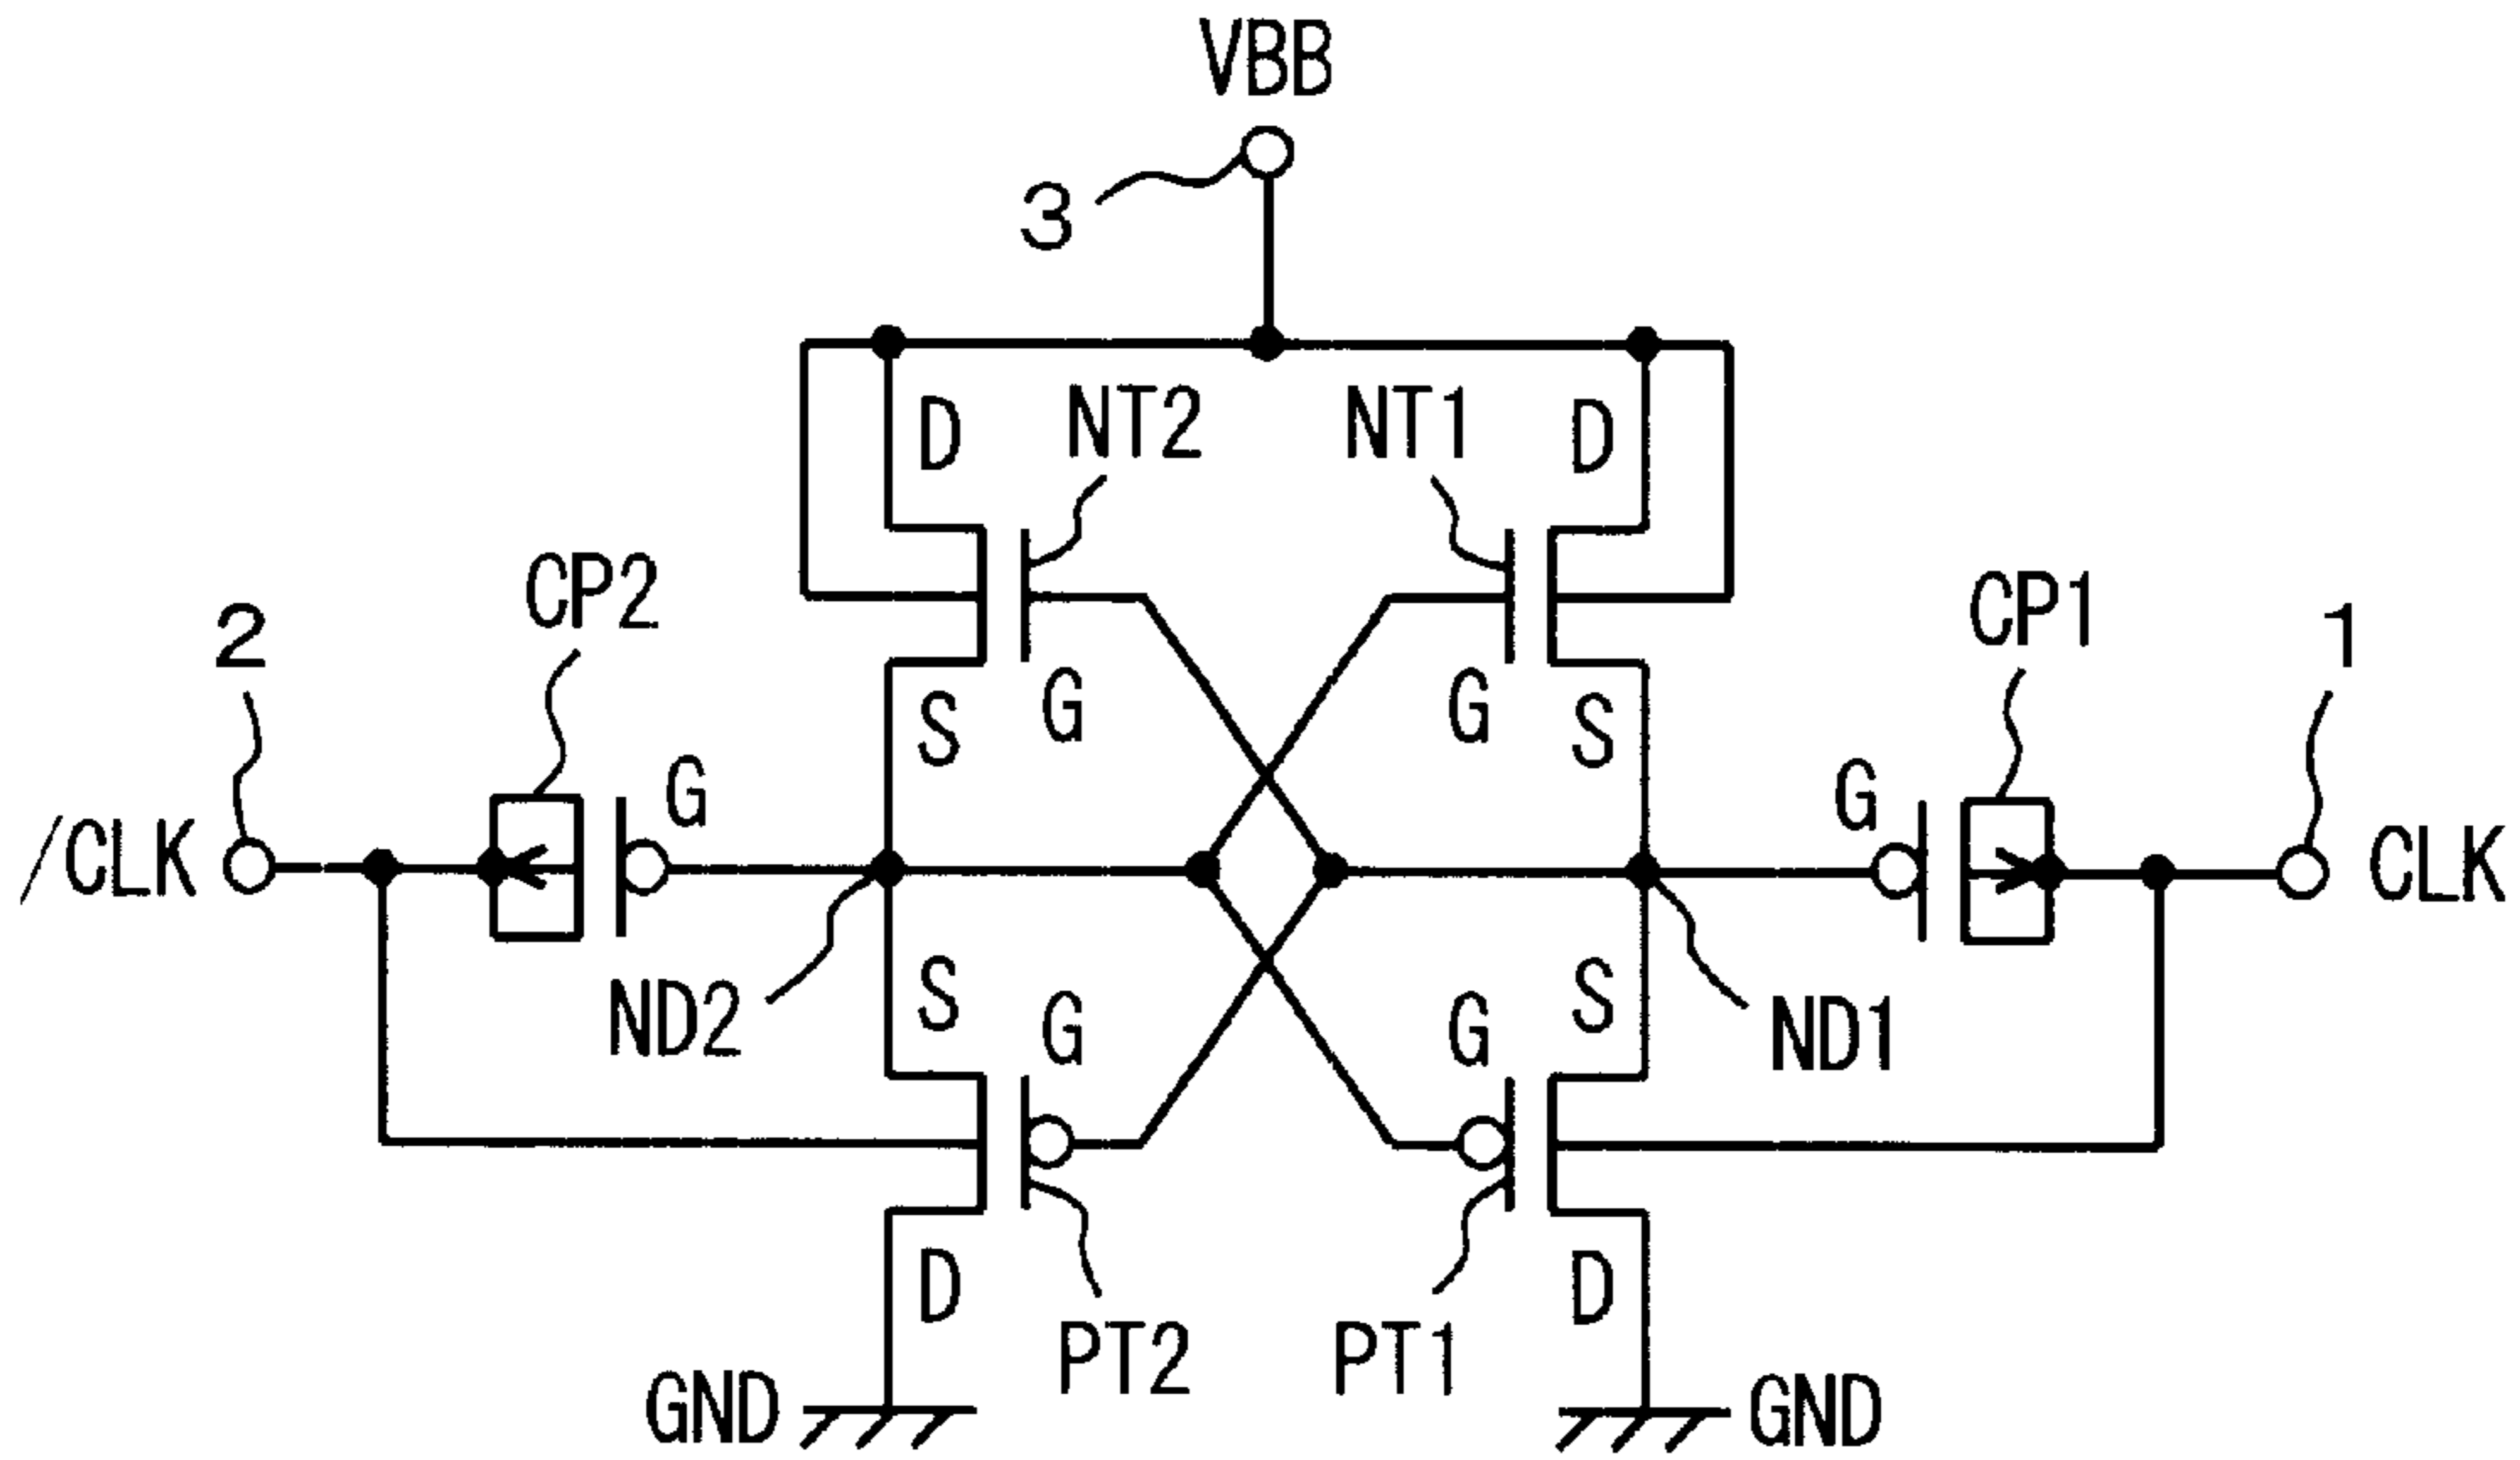 VBB
3
D NT2 NT1 D
CP2 CP1
2 1
S G G S
G G
/CLK CLK
S G G S
ND2 ND1
D D
PT2 PT1
GND GND